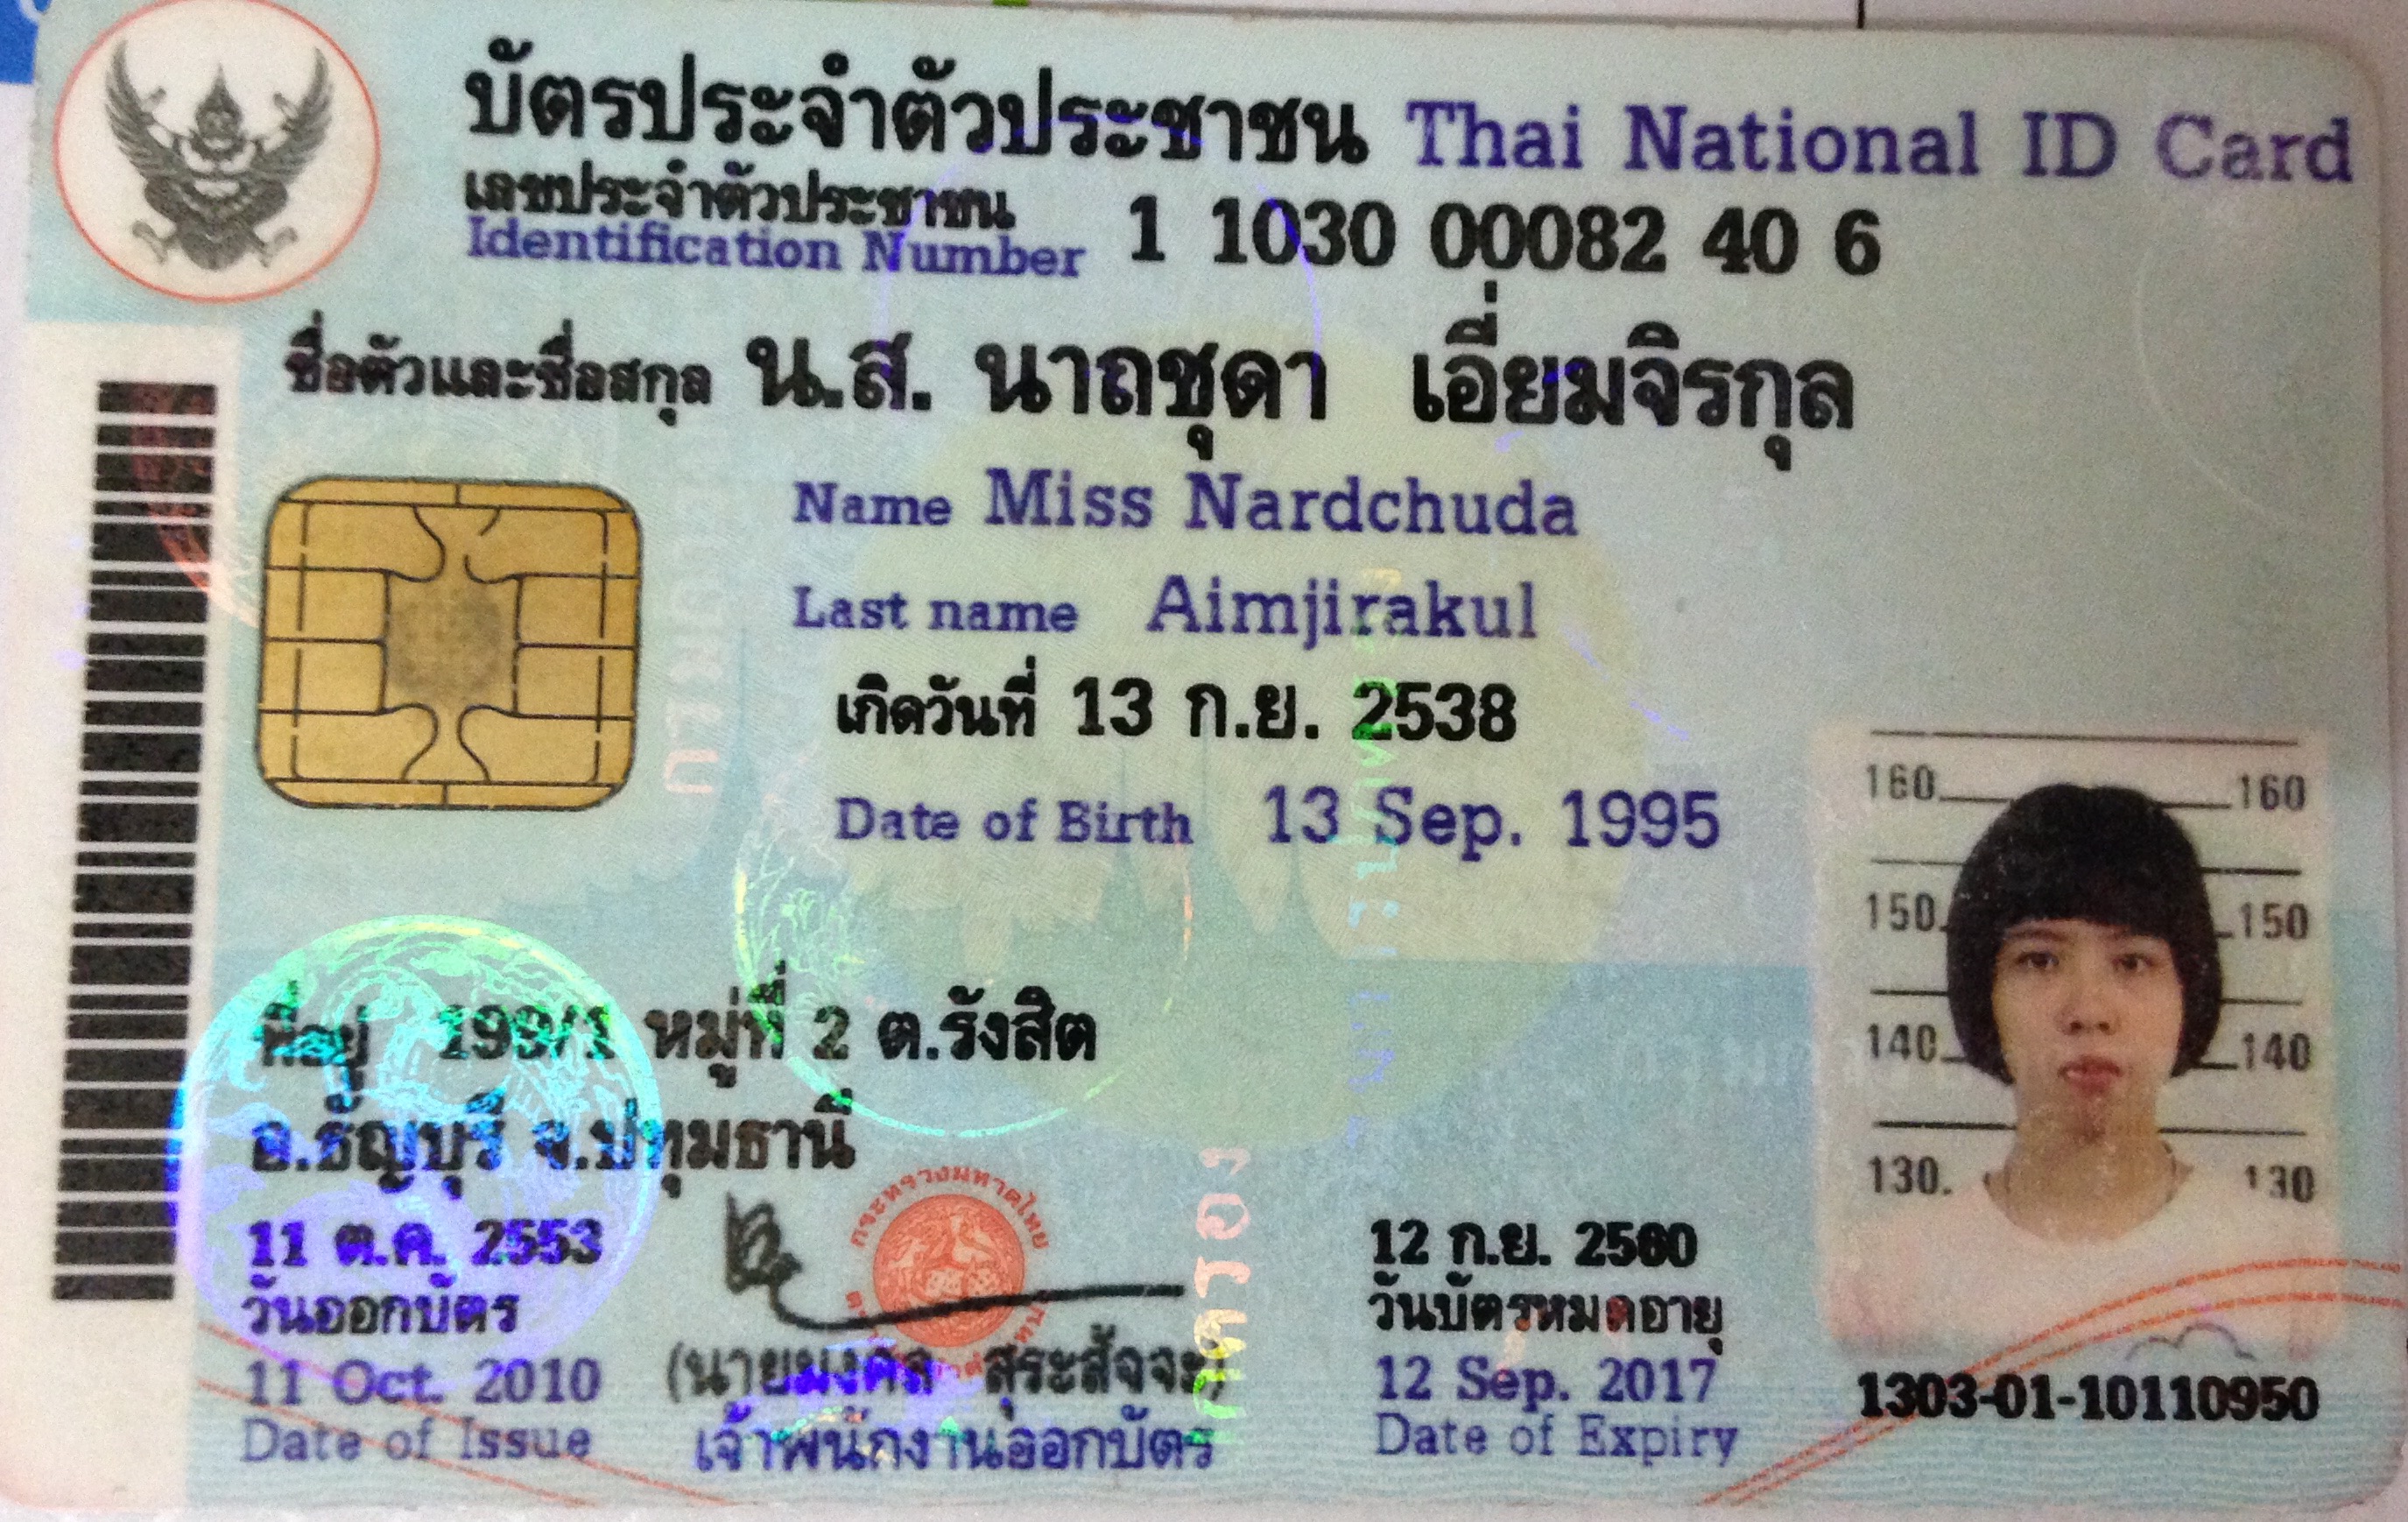 บัตรประจำตัวประชาชน Thai National ID Card
เลขประจำตัวประชาชน
Identification Number 1 1030 00082 40 6
ชื่อตัวและชื่อสกุล น.ส. นาถชุดา เอี่ยมจิรกุล
Name Miss Nardchuda
Last name Aimjirakul
เกิดวันที่ 13 ก.ย. 2538
Date of Birth 13 Sep. 1995
ที่อยู่ 199/1 หมู่ที่ 2 ต.รังสิต
อ.ธัญบุรี จ.ปทุมธานี
11 ต.ค. 2553
วันออกบัตร
11 Oct. 2010
Date of Issue
กระทรวงมหาดไทย
(นายมงคล สุระสัจจะ)
เจ้าพนักงานออกบัตร
12 ก.ย. 2560
วันบัตรหมดอายุ
12 Sep. 2017
Date of Expiry
160 160
150 150
140 140
130 130
1303-01-10110950